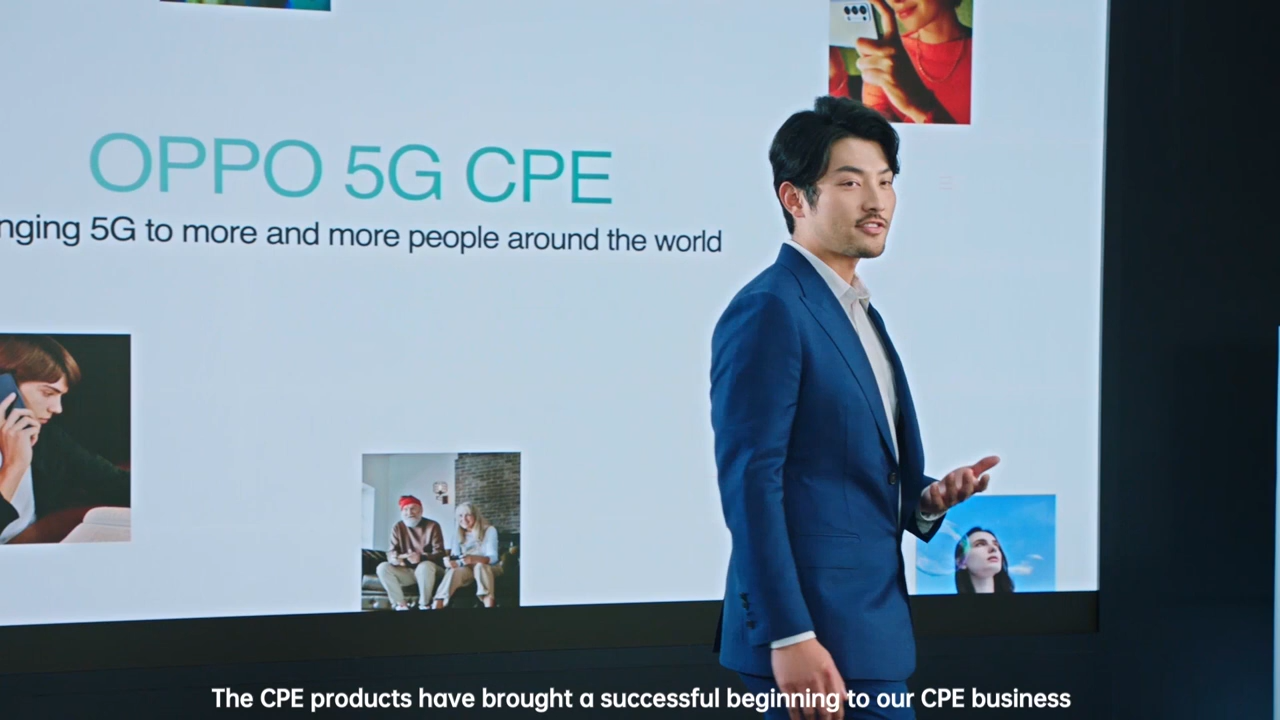 OPPO 5G CPE
nging 5G to more and more people around the world
The CPE products have brought a successful beginning to our CPE business